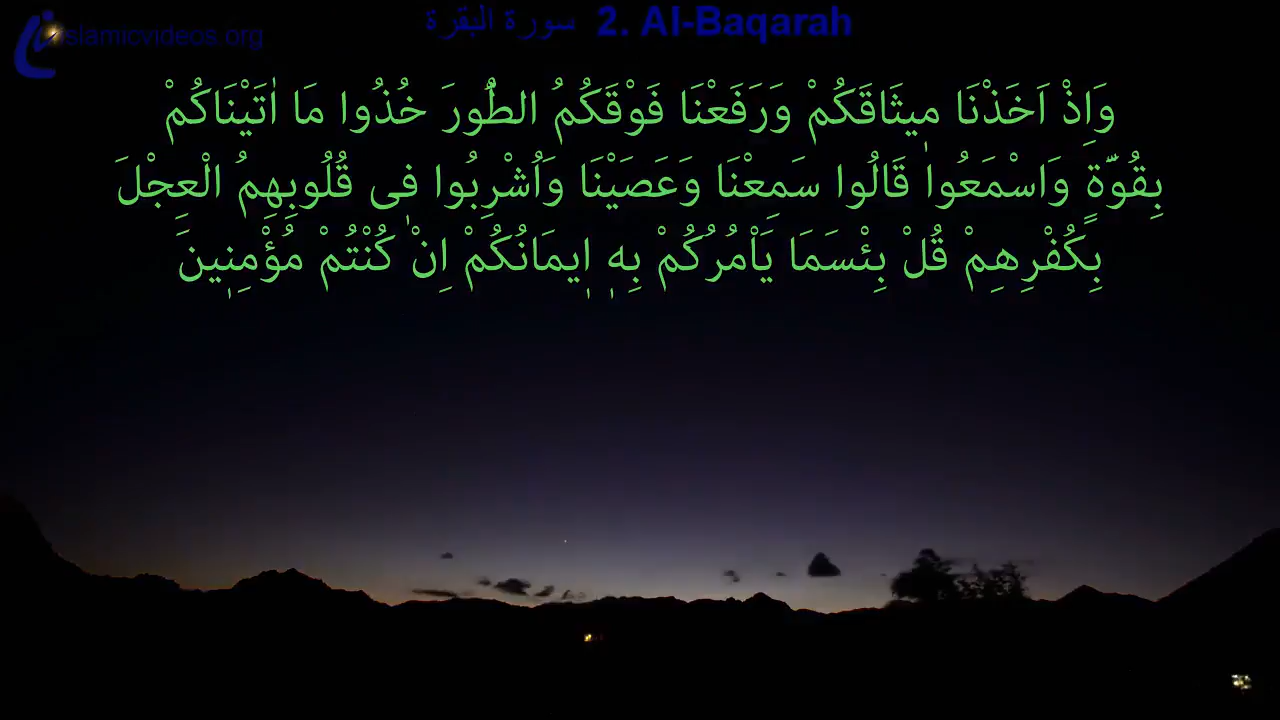 islamicvideos.org
سورة البقرة 2. Al-Baqarah
وَاِذْ اَخَذْنَا مٖيثَاقَكُمْ وَرَفَعْنَا فَوْقَكُمُ الطُّورَ خُذُوا مَا اٰتَيْنَاكُمْ
بِقُوَّةٍ وَاسْمَعُواۜ قَالُوا سَمِعْنَا وَعَصَيْنَا وَاُشْرِبُوا فٖى قُلُوبِهِمُ الْعِجْلَ
بِكُفْرِهِمْ قُلْ بِئْسَمَا يَاْمُرُكُمْ بِهٖ اٖيمَانُكُمْ اِنْ كُنْتُمْ مُؤْمِنٖينَ